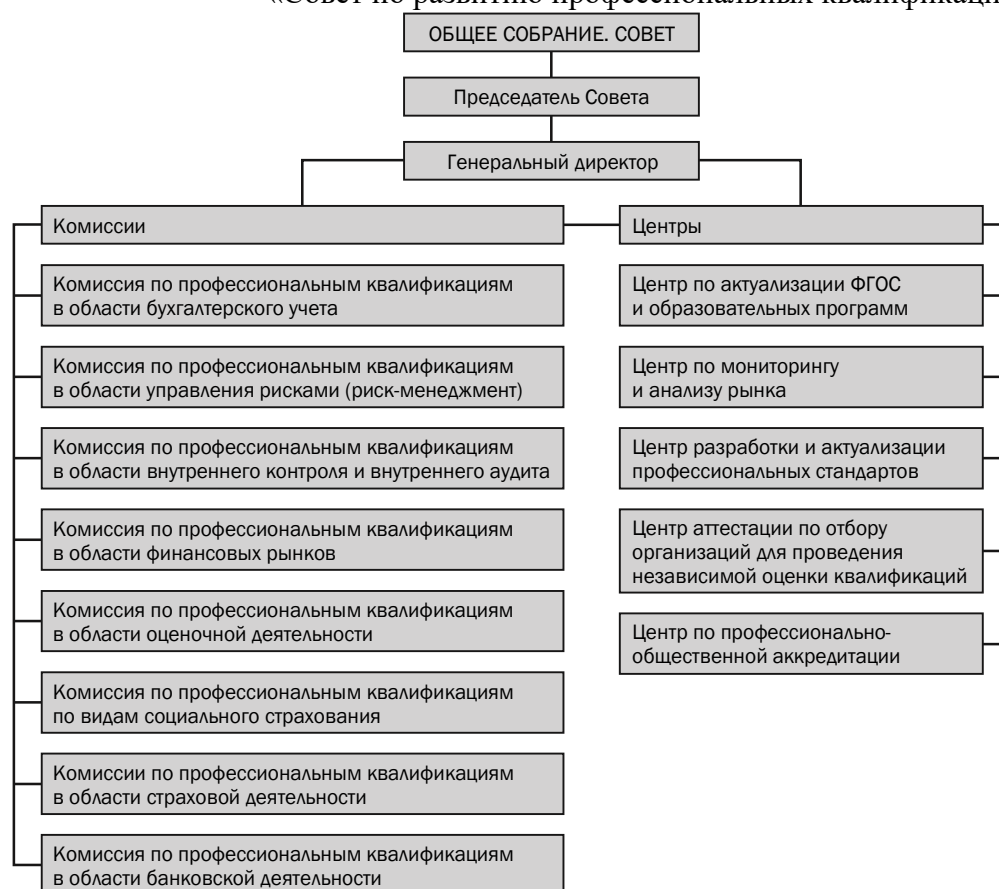 «Совет по развитию профессиональных
ОБЩЕЕ СОБРАНИЕ. СОВЕТ
Председатель Совета
Генеральный директор
Комиссии
Комиссия по профессиональным квалификациям
в области бухгалтерского учета
Комиссия по профессиональным квалификациям
в области управления рисками (риск-менеджмент)
Комиссия по профессиональным квалификациям
в области внутреннего контроля и внутреннего аудита
Комиссия по профессиональным квалификациям
в области финансовых рынков
Комиссия по профессиональным квалификациям
в области оценочной деятельности
Комиссия по профессиональным квалификациям
по видам социального страхования
Комиссии по профессиональным квалификациям
в области страховой деятельности
Комиссия по профессиональным квалификациям
в области банковской деятельности
Центры
Центр по актуализации ФГОС
и образовательных программ
Центр по мониторингу
и анализу рынка
Центр разработки и актуализации
профессиональных стандартов
Центр аттестации по отбору
организаций для проведения
независимой оценки квалификаций
Центр по профессионально-
общественной аккредитации